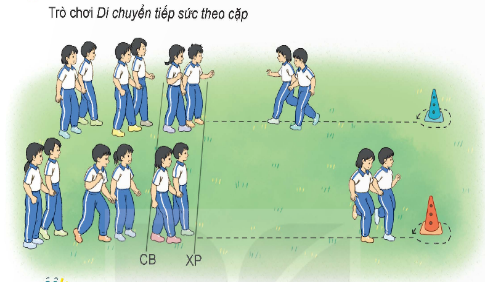 Trò chơi Di chuyển tiếp sức theo cặp
CB XP